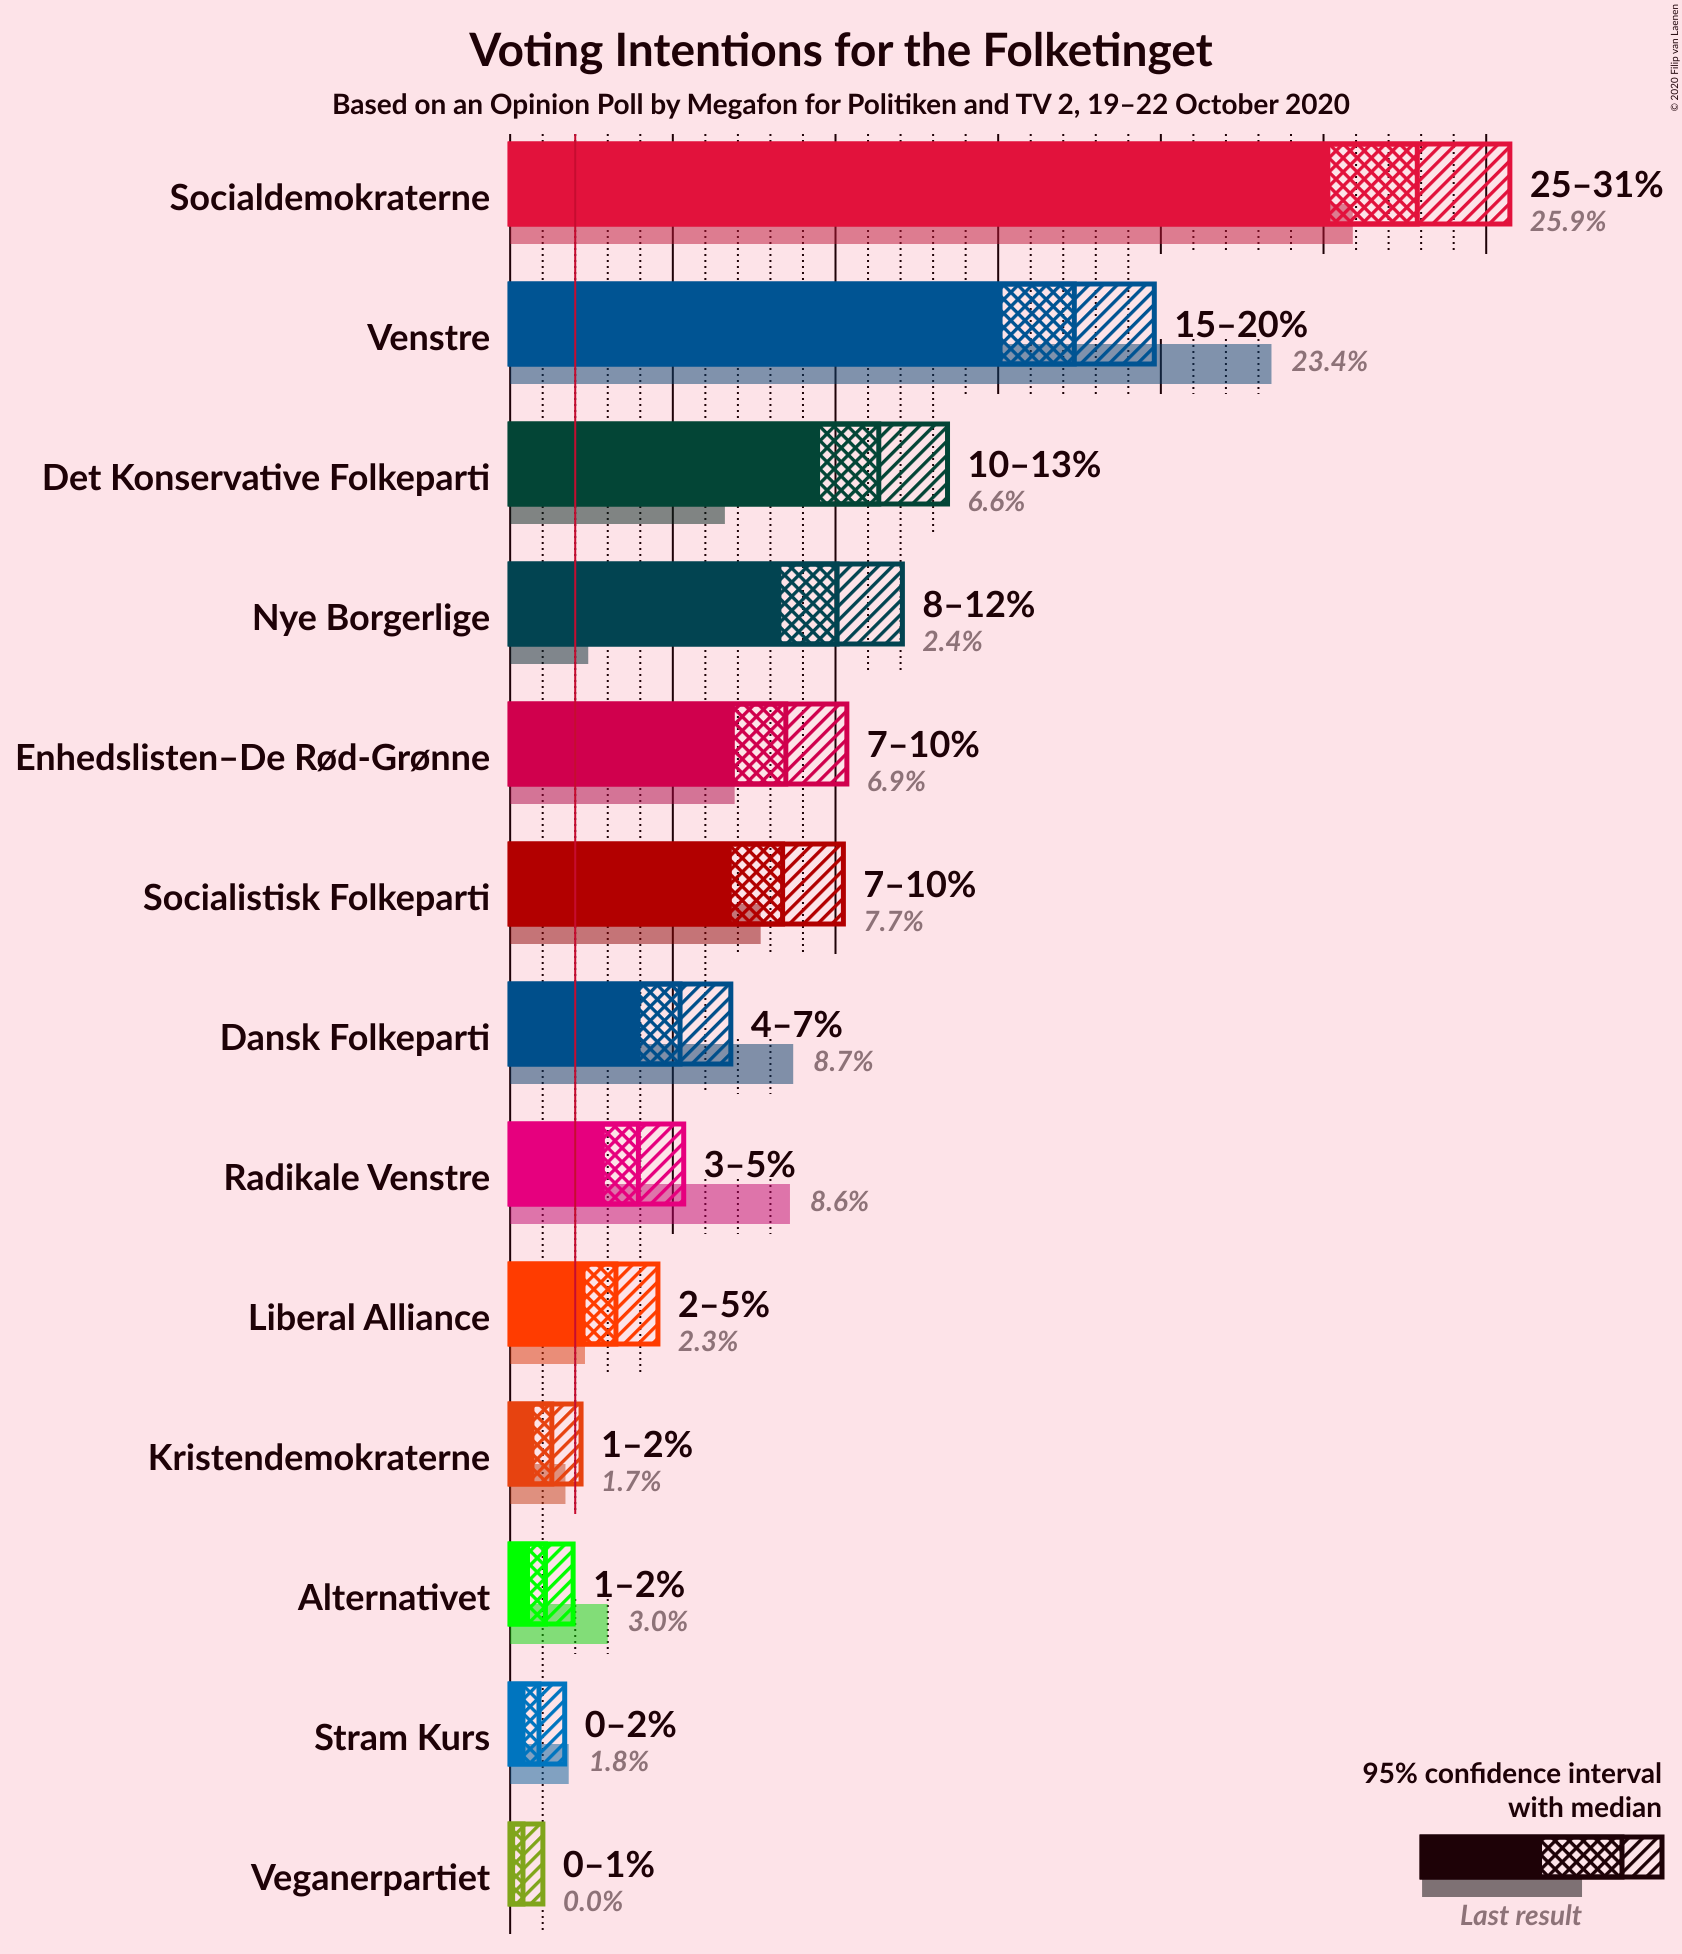 Voting Intentions for the Folketinget
Based on an Opinion Poll by Megafon for Politiken and TV 2, 19–22 October 2020
© 2020 Filip van Laenen
Socialdemokraterne
25–31%
25.9%
Venstre
15–20%
23.4%
Det Konservative Folkeparti
10–13%
6.6%
Nye Borgerlige
8–12%
2.4%
Enhedslisten–De Rød-Grønne
7–10%
6.9%
Socialistisk Folkeparti
7–10%
7.7%
Dansk Folkeparti
4–7%
8.7%
Radikale Venstre
3–5%
8.6%
Liberal Alliance
2–5%
2.3%
Kristendemokraterne
1–2%
1.7%
Alternativet
1–2%
3.0%
Stram Kurs
0–2%
1.8%
Veganerpartiet
0–1%
0.0%
95% confidence interval
with median
Last result